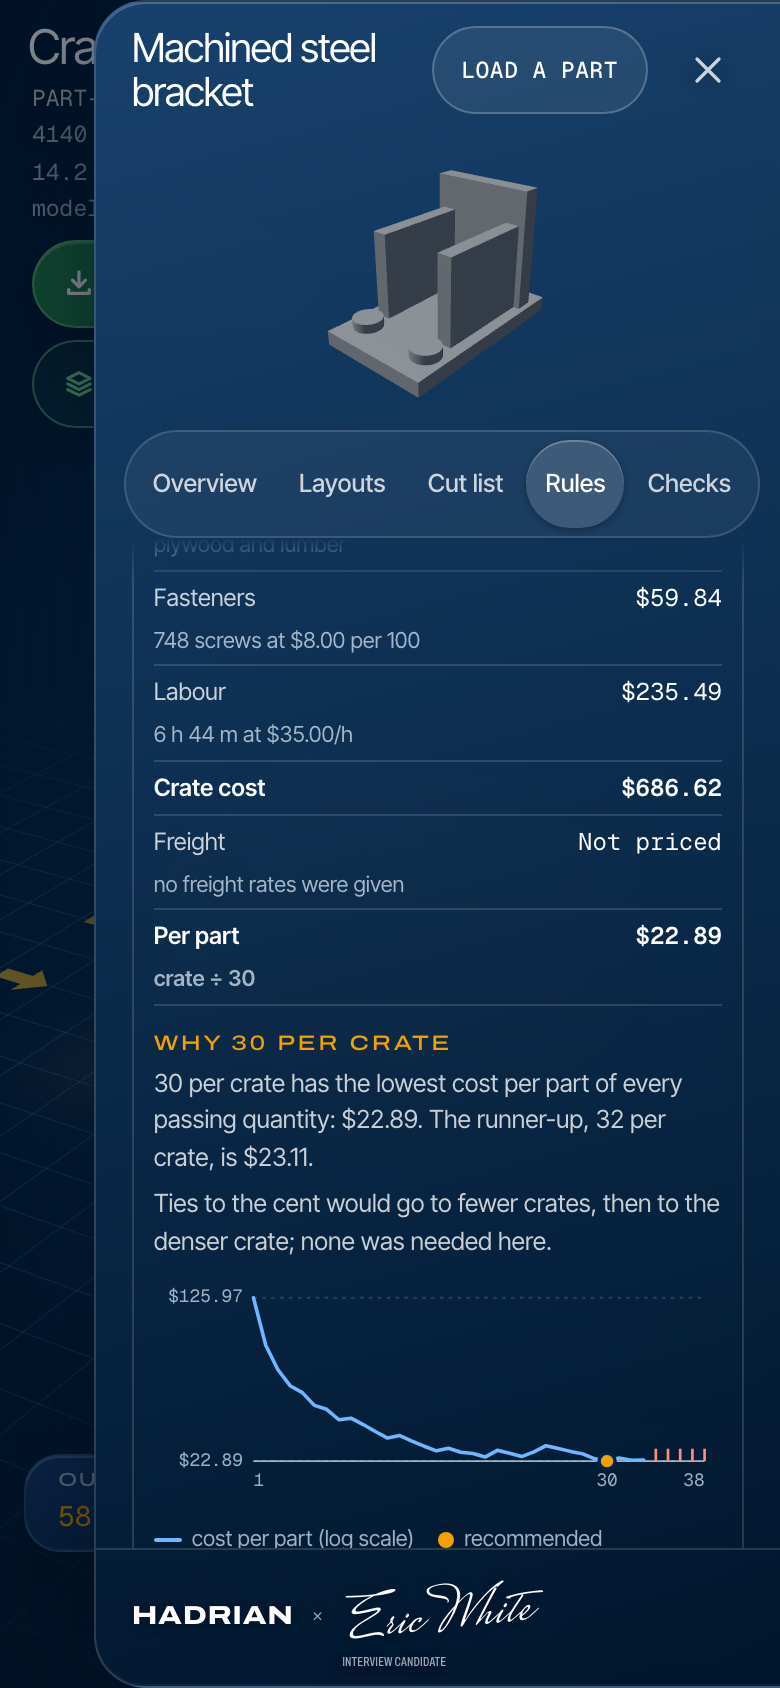 Cra
Machined steel
bracket
LOAD A PART
PART-
4140
14.2
model
Overview
Layouts
Cut list
Rules
Checks
plywood and lumber
Fasteners
$59.84
748 screws at $8.00 per 100
Labour
$235.49
6 h 44 m at $35.00/h
Crate cost
$686.62
Freight
Not priced
no freight rates were given
Per part
$22.89
crate ÷ 30
WHY 30 PER CRATE
30 per crate has the lowest cost per part of every
passing quantity: $22.89. The runner-up, 32 per
crate, is $23.11.
Ties to the cent would go to fewer crates, then to the
denser crate; none was needed here.
$125.97
$22.89
1
30
38
OU
58
cost per part (log scale)
recommended
HADRIAN × Eric White
INTERVIEW CANDIDATE